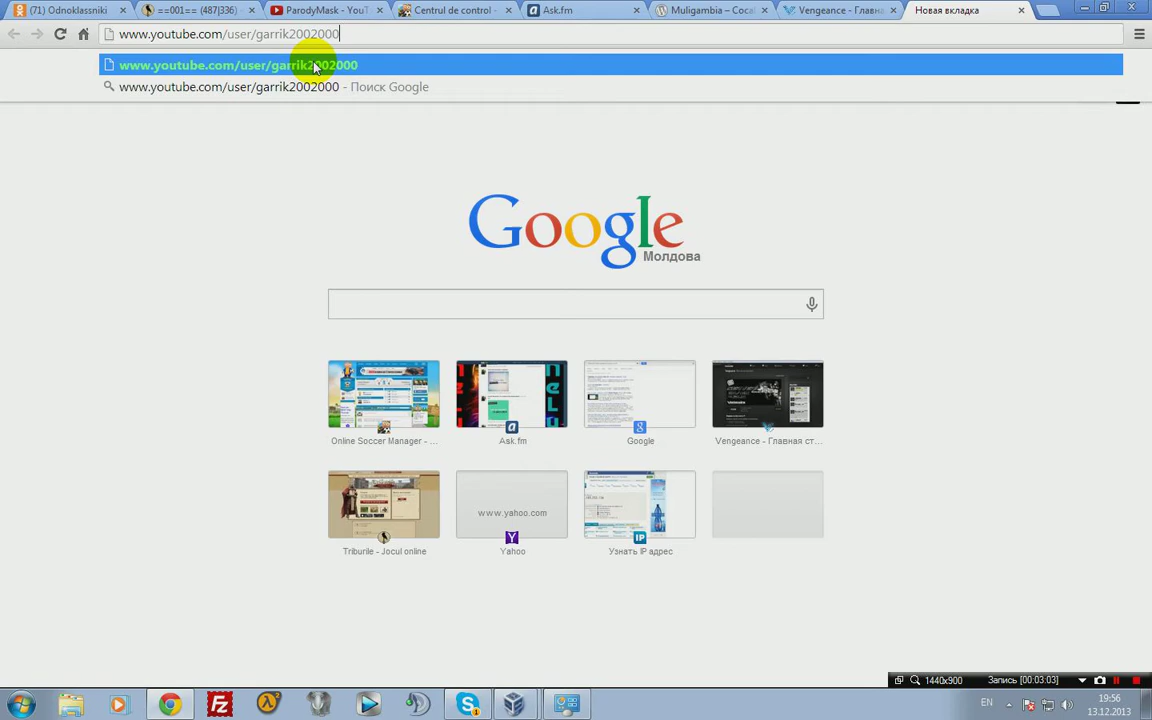 (71) Odnoklassniki
==001== (487|336)
ParodyMask - YouT
Centrul de control -
Ask.fm
Muligambia – Coca
Vengeance - Главн
Новая вкладка
www.youtube.com/user/garrik2002000
www.youtube.com/user/garrik2002000
www.youtube.com/user/garrik2002000 - Поиск Google
Google
Молдова
Online Soccer Manager - ...
Ask.fm
Google
Vengeance - Главная ст...
www.yahoo.com
Triburile - Jocul online
Yahoo
IP
Узнать IP адрес
1440x900
Запись [00:03:03]
EN
19:56
13.12.2013